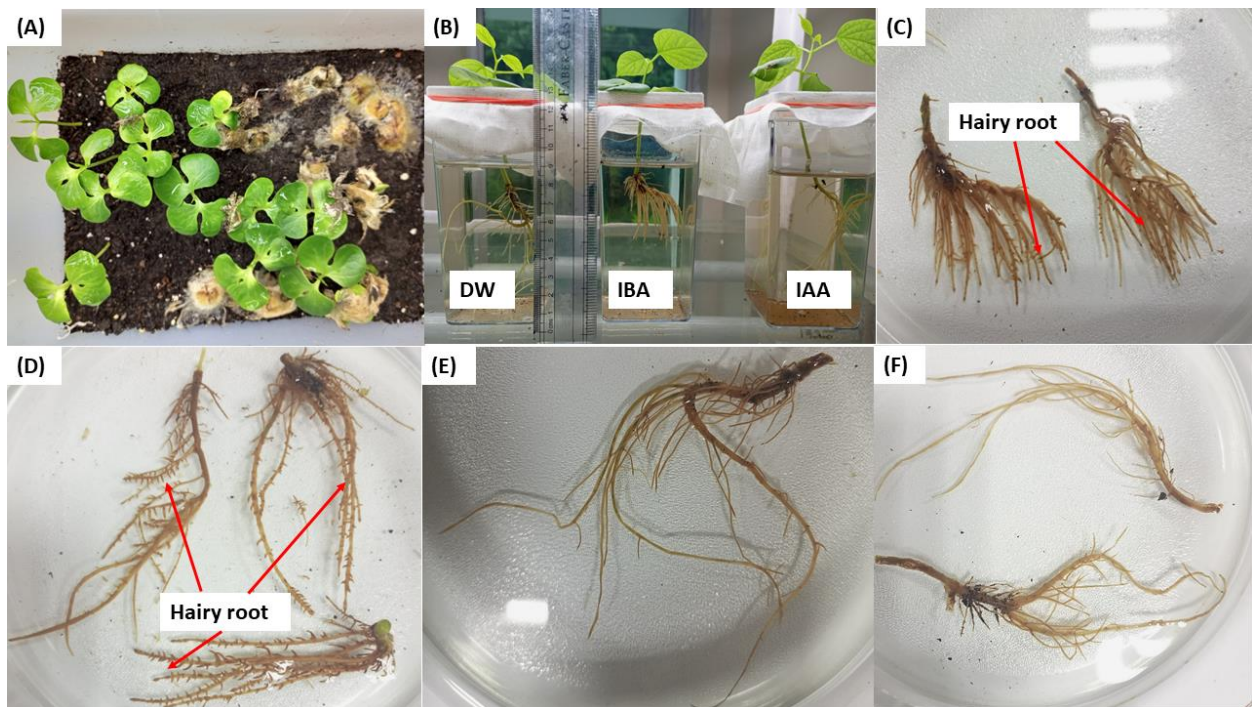 (A)
(B)
FABER-CASTELL
DW
IBA
IAA
(C)
Hairy root
(D)
Hairy root
(E)
(F)